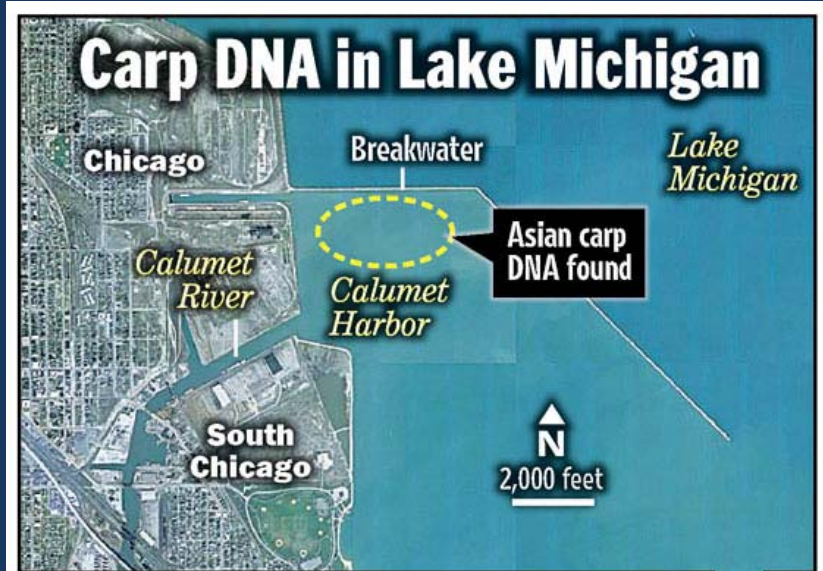 Carp DNA in Lake Michigan
Chicago
Breakwater
Lake
Michigan
Asian carp
DNA found
Calumet
River
Calumet
Harbor
South
Chicago
N
2,000 feet